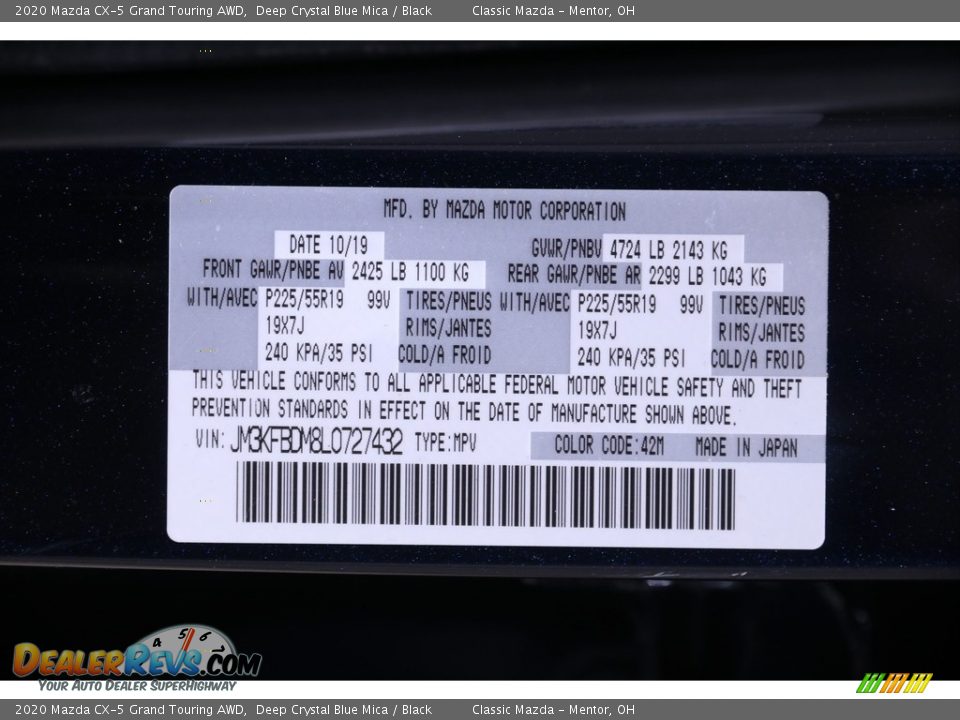 2020 Mazda CX-5 Grand Touring AWD, Deep Crystal Blue Mica / Black Classic Mazda - Mentor, OH
MFD. BY MAZDA MOTOR CORPORATION
DATE 10/19 GVWR/PNBV 4724 LB 2143 KG
FRONT GAWR/PNBE AV 2425 LB 1100 KG REAR GAWR/PNBE AR 2299 LB 1043 KG
WITH/AVEC P225/55R19 99V TIRES/PNEUS WITH/AVEC P225/55R19 99V TIRES/PNEUS
19X7J RIMS/JANTES 19X7J RIMS/JANTES
240 KPA/35 PSI COLD/A FROID 240 KPA/35 PSI COLD/A FROID
THIS VEHICLE CONFORMS TO ALL APPLICABLE FEDERAL MOTOR VEHICLE SAFETY AND THEFT
PREVENTION STANDARDS IN EFFECT ON THE DATE OF MANUFACTURE SHOWN ABOVE.
VIN: JM3KFBDM8L0727432 TYPE:MPV COLOR CODE:42M MADE IN JAPAN
4 5 6
DEALERREVS.COM
YOUR AUTO DEALER SUPERHIGHWAY
2020 Mazda CX-5 Grand Touring AWD, Deep Crystal Blue Mica / Black Classic Mazda - Mentor, OH